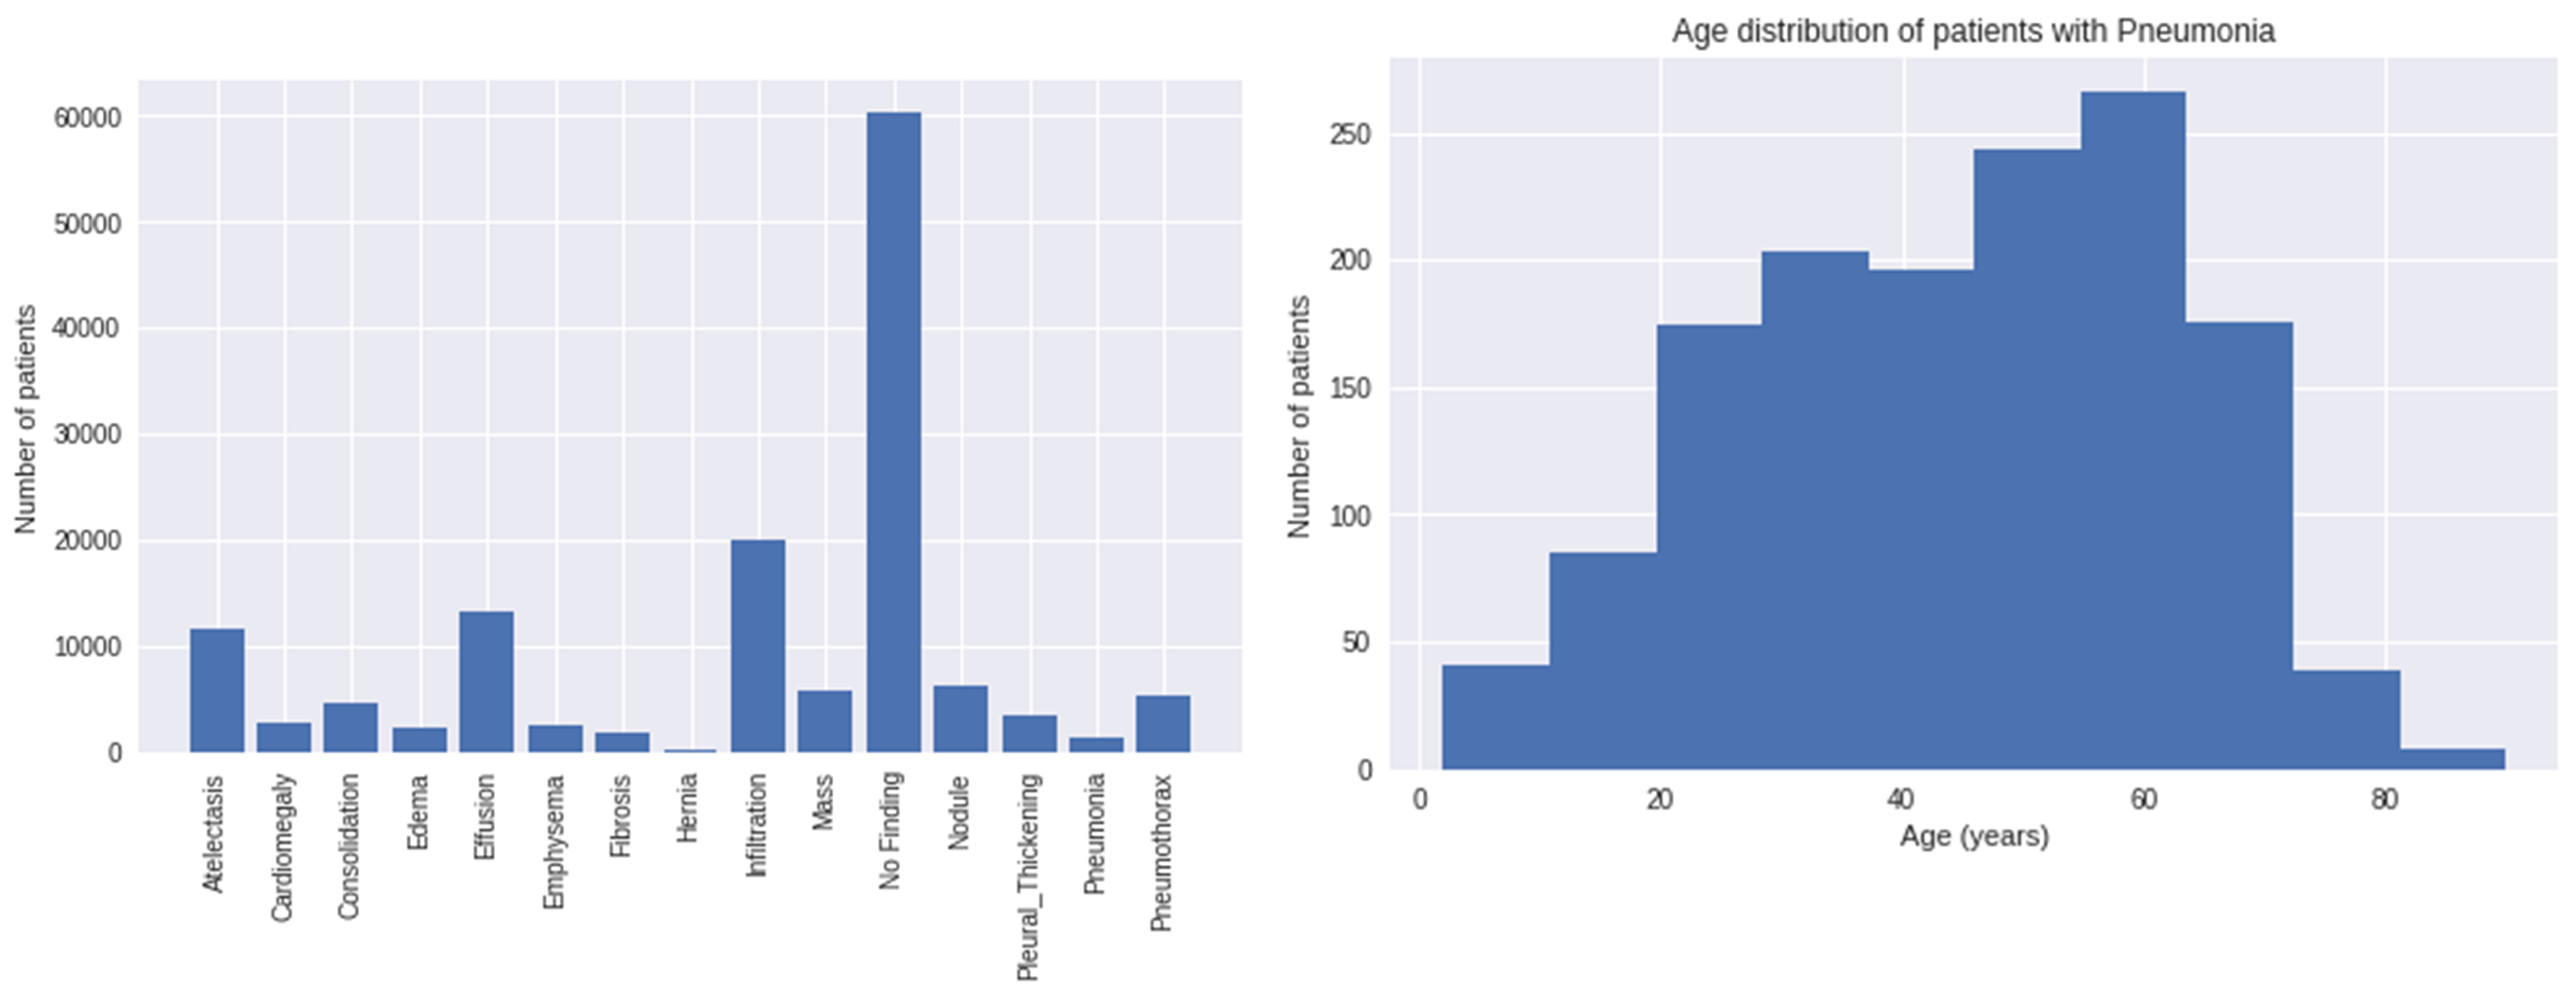 60000
50000
40000
30000
20000
10000
0
Number of patients
Atelectasis
Cardiomegaly
Consolidation
Edema
Effusion
Emphysema
Fibrosis
Hernia
Infiltration
Mass
No Finding
Nodule
Pleural_Thickening
Pneumonia
Pneumothorax
Age distribution of patients with Pneumonia
250
200
150
100
50
0
Number of patients
0 20 40 60 80
Age (years)